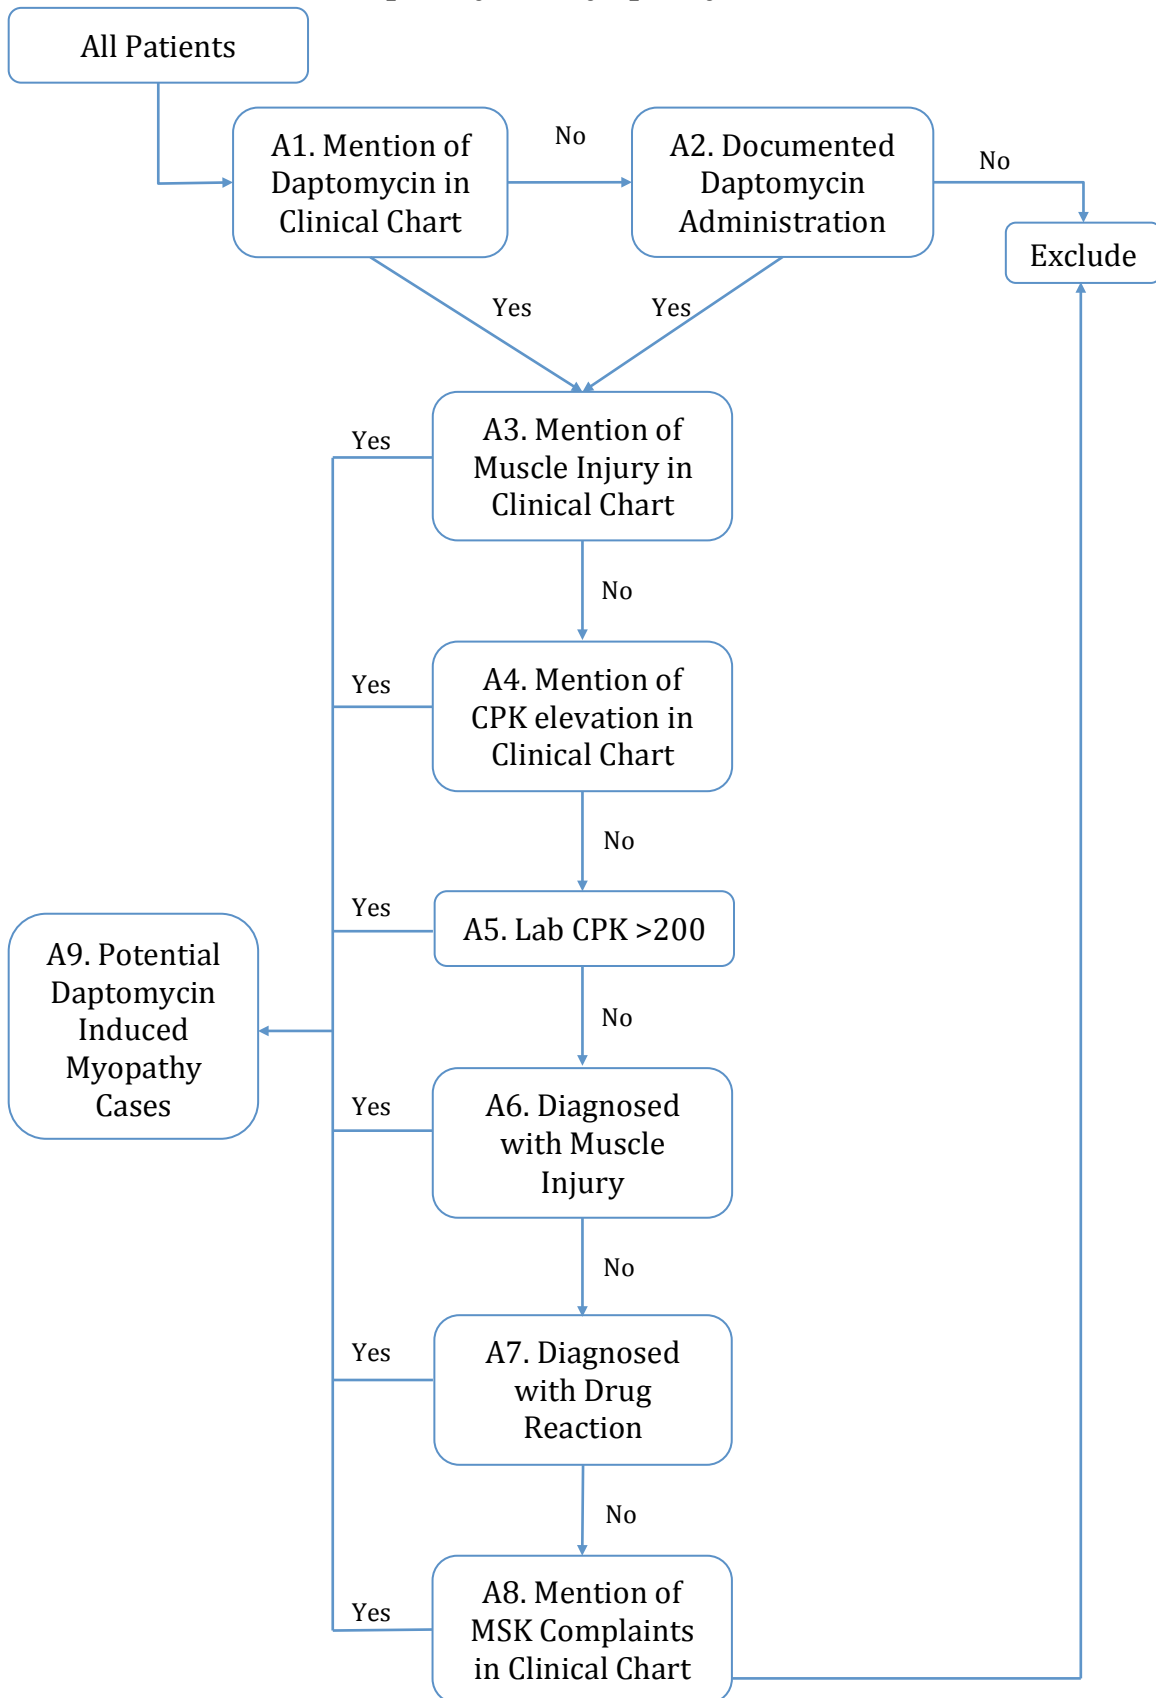 All Patients
A1. Mention of
Daptomycin in
Clinical Chart
No
A2. Documented
Daptomycin
Administration
No
Exclude
Yes
Yes
A3. Mention of
Muscle Injury in
Clinical Chart
Yes
No
A4. Mention of
CPK elevation in
Clinical Chart
Yes
No
A5. Lab CPK >200
Yes
A9. Potential
Daptomycin
Induced
Myopathy
Cases
No
A6. Diagnosed
with Muscle
Injury
Yes
No
A7. Diagnosed
with Drug
Reaction
Yes
No
A8. Mention of
MSK Complaints
in Clinical Chart
Yes